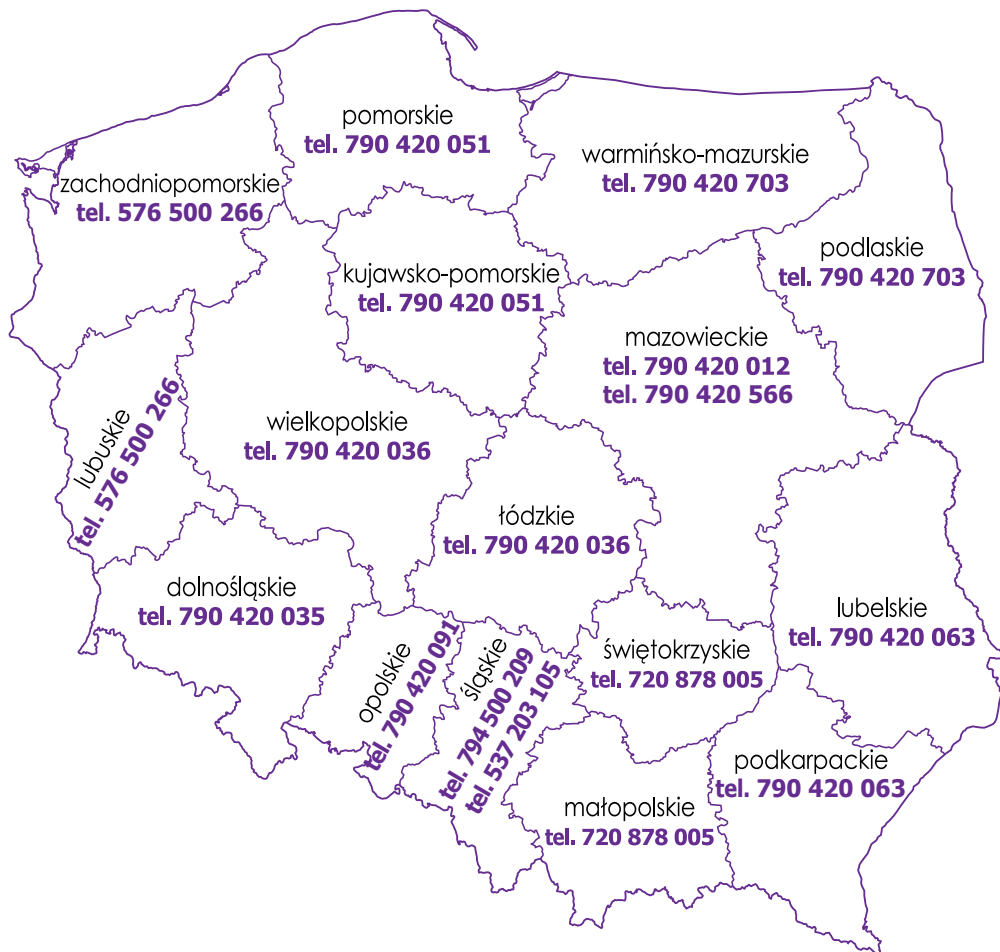 pomorskie
tel. 790 420 051
warmińsko-mazurskie
tel. 790 420 703
zachodniopomorskie
tel. 576 500 266
podlaskie
tel. 790 420 703
kujawsko-pomorskie
tel. 790 420 051
mazowieckie
tel. 790 420 012
tel. 790 420 566
lubuskie
tel. 576 500 266
wielkopolskie
tel. 790 420 036
łódzkie
tel. 790 420 036
dolnośląskie
tel. 790 420 035
lubelskie
tel. 790 420 063
opolskie
tel. 790 420 091
śląskie
tel. 794 500 209
tel. 537 203 105
świętokrzyskie
tel. 720 878 005
podkarpackie
tel. 790 420 063
małopolskie
tel. 720 878 005